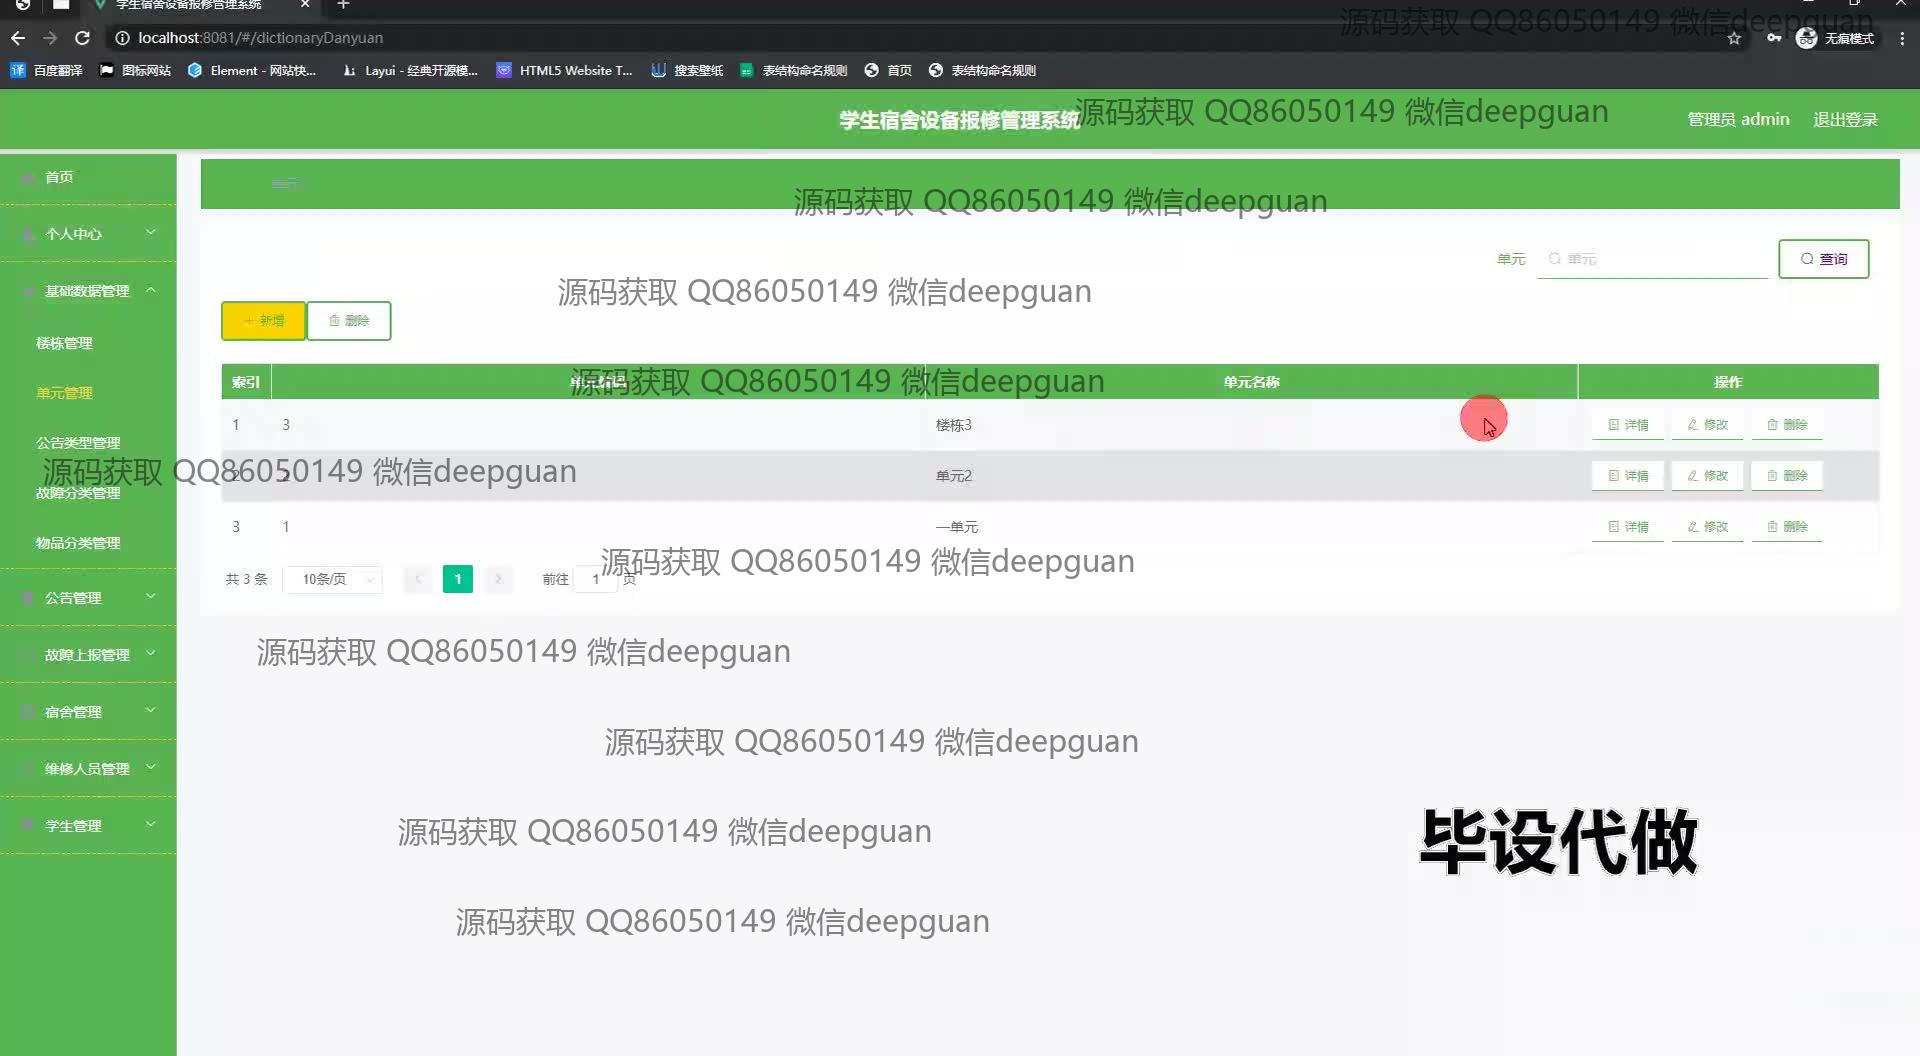 学生宿舍设备报修管理系统
localhost:8081/#/dictionaryDanyuan
无痕模式
源码获取 QQ86050149 微信deepguan
百度翻译 图标网站 Element - 网站快... Layui - 经典开源模... HTML5 Website T... 搜索壁纸 表结构命名规则 首页 表结构命名规则
学生宿舍设备报修管理系统
源码获取 QQ86050149 微信deepguan
管理员 admin 退出登录
首页
单元
源码获取 QQ86050149 微信deepguan
个人中心
单元 单元 查询
基础数据管理
源码获取 QQ86050149 微信deepguan
新增 删除
楼栋管理
索引 单元编码 单元名称 操作
源码获取 QQ86050149 微信deepguan
单元管理
1 3 楼栋3 详情 修改 删除
公告类型管理
源码获取 QQ86050149 微信deepguan
2 2 单元2 详情 修改 删除
故障分类管理
3 1 一单元 详情 修改 删除
物品分类管理
源码获取 QQ86050149 微信deepguan
共 3 条 10条/页 1 前往 1 页
公告管理
故障上报管理
源码获取 QQ86050149 微信deepguan
宿舍管理
源码获取 QQ86050149 微信deepguan
维修人员管理
学生管理
源码获取 QQ86050149 微信deepguan
毕设代做
源码获取 QQ86050149 微信deepguan